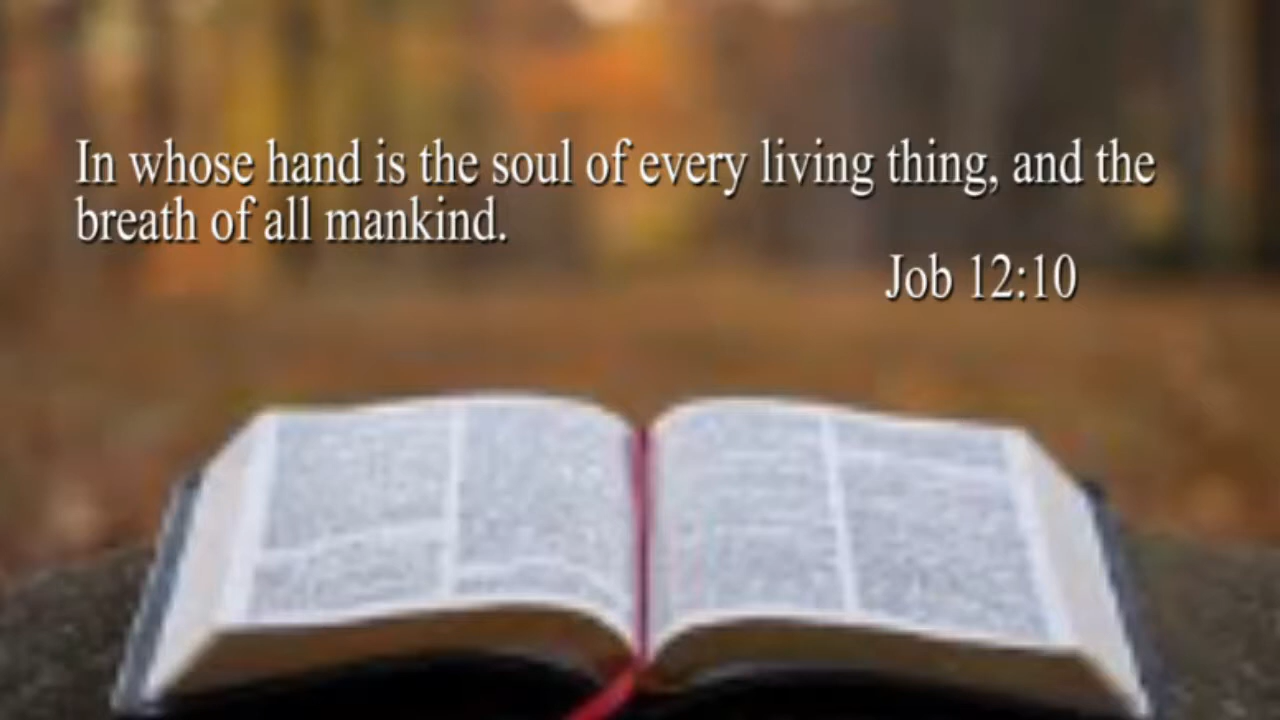 In whose hand is the soul of every living thing, and the
breath of all mankind.
Job 12:10